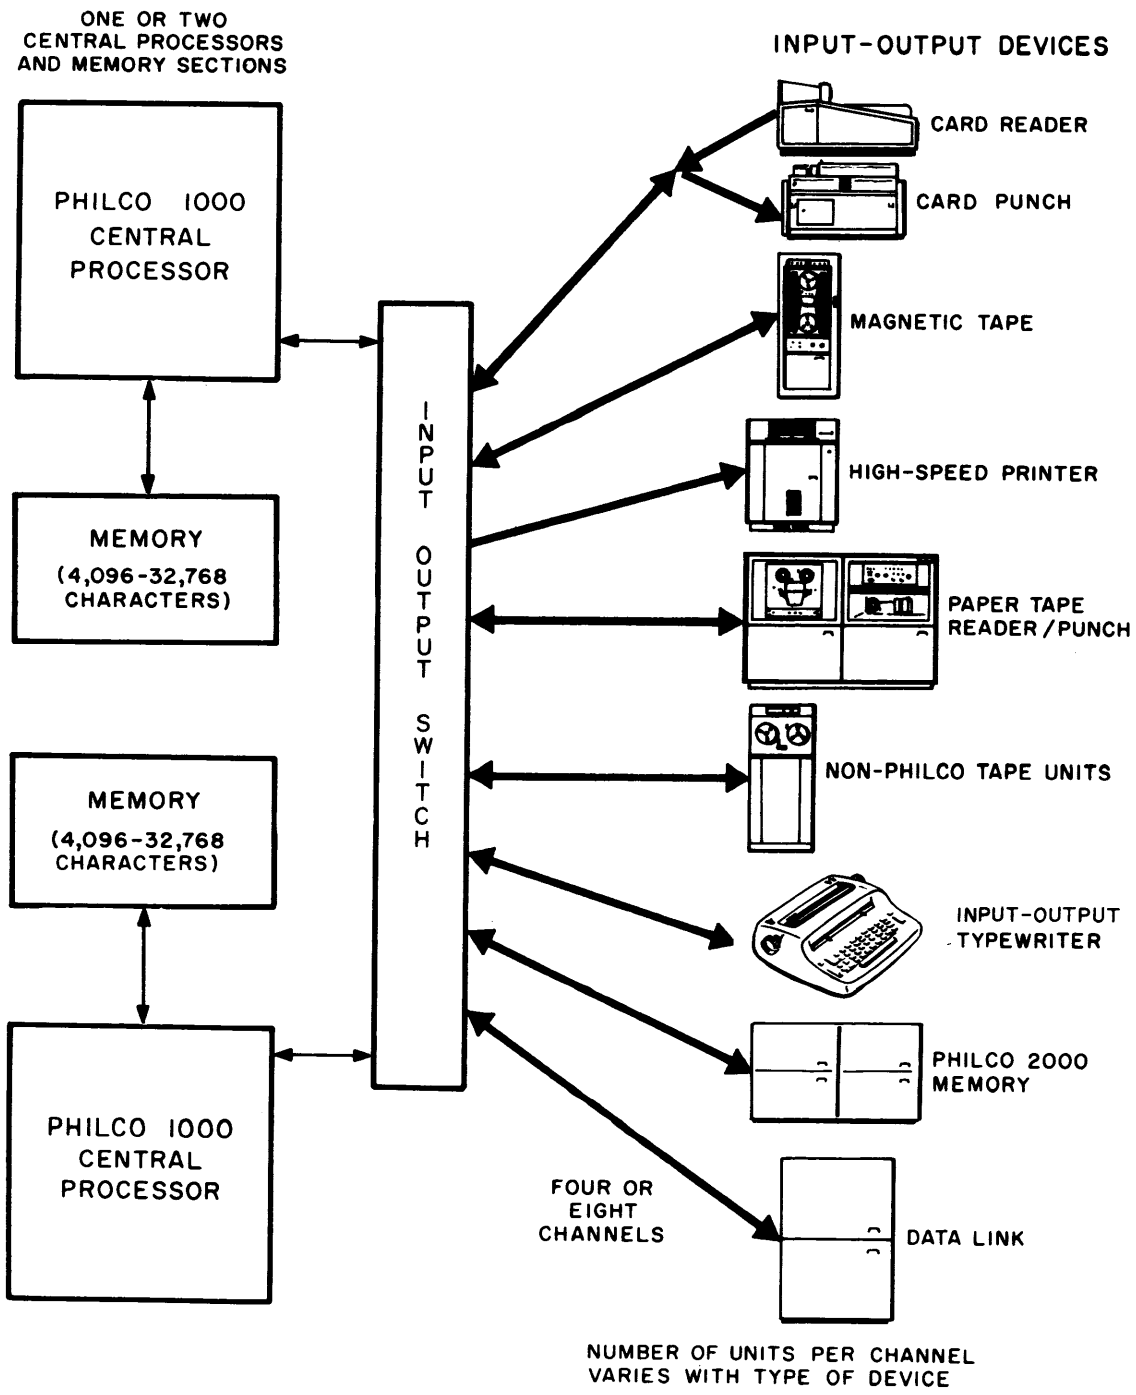 ONE OR TWO
CENTRAL PROCESSORS
AND MEMORY SECTIONS
PHILCO 1000
CENTRAL
PROCESSOR
MEMORY
(4,096-32,768
CHARACTERS)
MEMORY
(4,096-32,768
CHARACTERS)
PHILCO 1000
CENTRAL
PROCESSOR
INPUT OUTPUT SWITCH
INPUT-OUTPUT DEVICES
CARD READER
CARD PUNCH
MAGNETIC TAPE
HIGH-SPEED PRINTER
PAPER TAPE
READER/PUNCH
NON-PHILCO TAPE UNITS
INPUT-OUTPUT
TYPEWRITER
PHILCO 2000
MEMORY
DATA LINK
FOUR OR
EIGHT
CHANNELS
NUMBER OF UNITS PER CHANNEL
VARIES WITH TYPE OF DEVICE